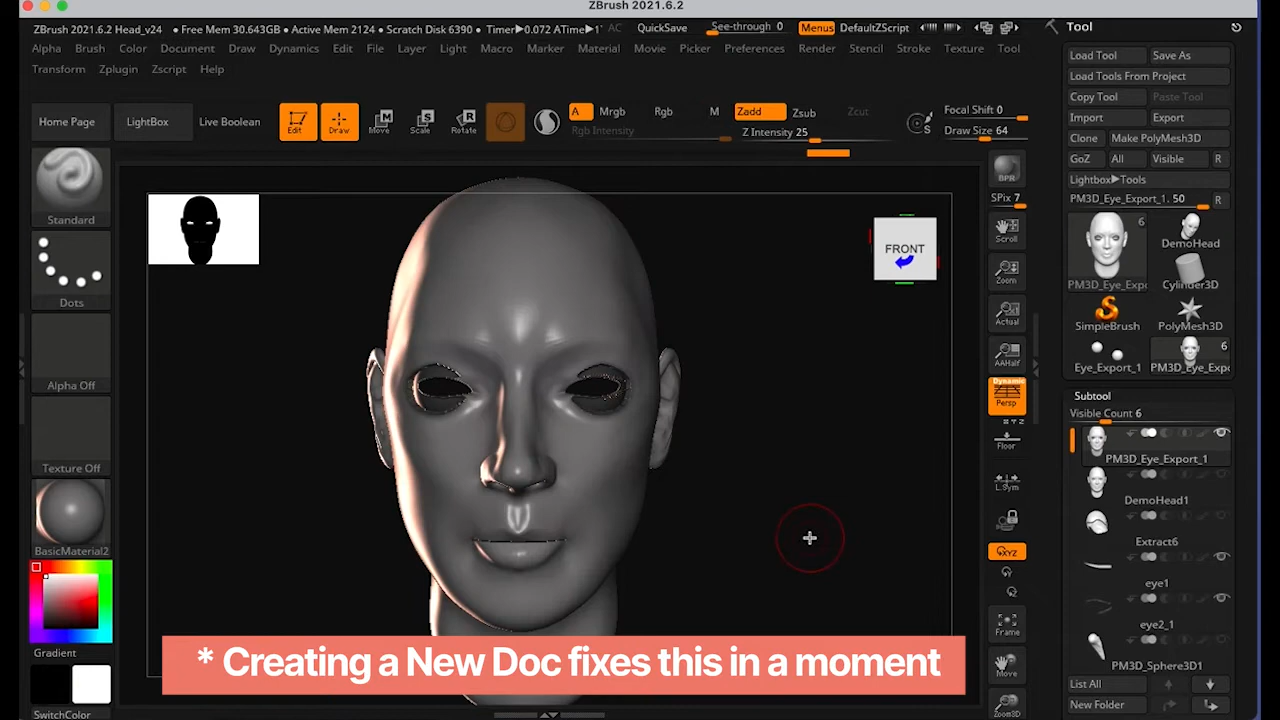 ZBrush 2021.6.2
ZBrush 2021.6.2 Head_v24 • Free Mem 30.643GB • Active Mem 2124 • Scratch Disk 6390 • Timer▶0.072 ATime▶1 AC QuickSave See-through 0 Menus DefaultZScript
Alpha Brush Color Document Draw Dynamics Edit File Layer Light Macro Marker Material Movie Picker Preferences Render Stencil Stroke Texture Tool
Transform Zplugin Zscript Help
Home Page LightBox Live Boolean Edit Draw Move Scale Rotate
A Mrgb Rgb M Zadd Zsub Zcut
Rgb Intensity Z Intensity 25
Focal Shift 0
Draw Size 64
S
Standard
Dots
Alpha Off
Texture Off
BasicMaterial2
Gradient
SwitchColor
FRONT
* Creating a New Doc fixes this in a moment
BPR
SPix 7
Scroll
Zoom
Actual
AAHalf
Dynamic
Persp
X Y Z
Floor
L.Sym
XYZ
Y
Z
Frame
Move
Zoom3D
Tool
Load Tool Save As
Load Tools From Project
Copy Tool Paste Tool
Import Export
Clone Make PolyMesh3D
GoZ All Visible R
Lightbox▶Tools
PM3D_Eye_Export_1. 50 R
6
PM3D_Eye_Expo DemoHead
Cylinder3D
SimpleBrush PolyMesh3D
6
Eye_Export_1 PM3D_Eye_Expo
Subtool
Visible Count 6
PM3D_Eye_Export_1
DemoHead1
Extract6
eye1
eye2_1
PM3D_Sphere3D1
List All
New Folder